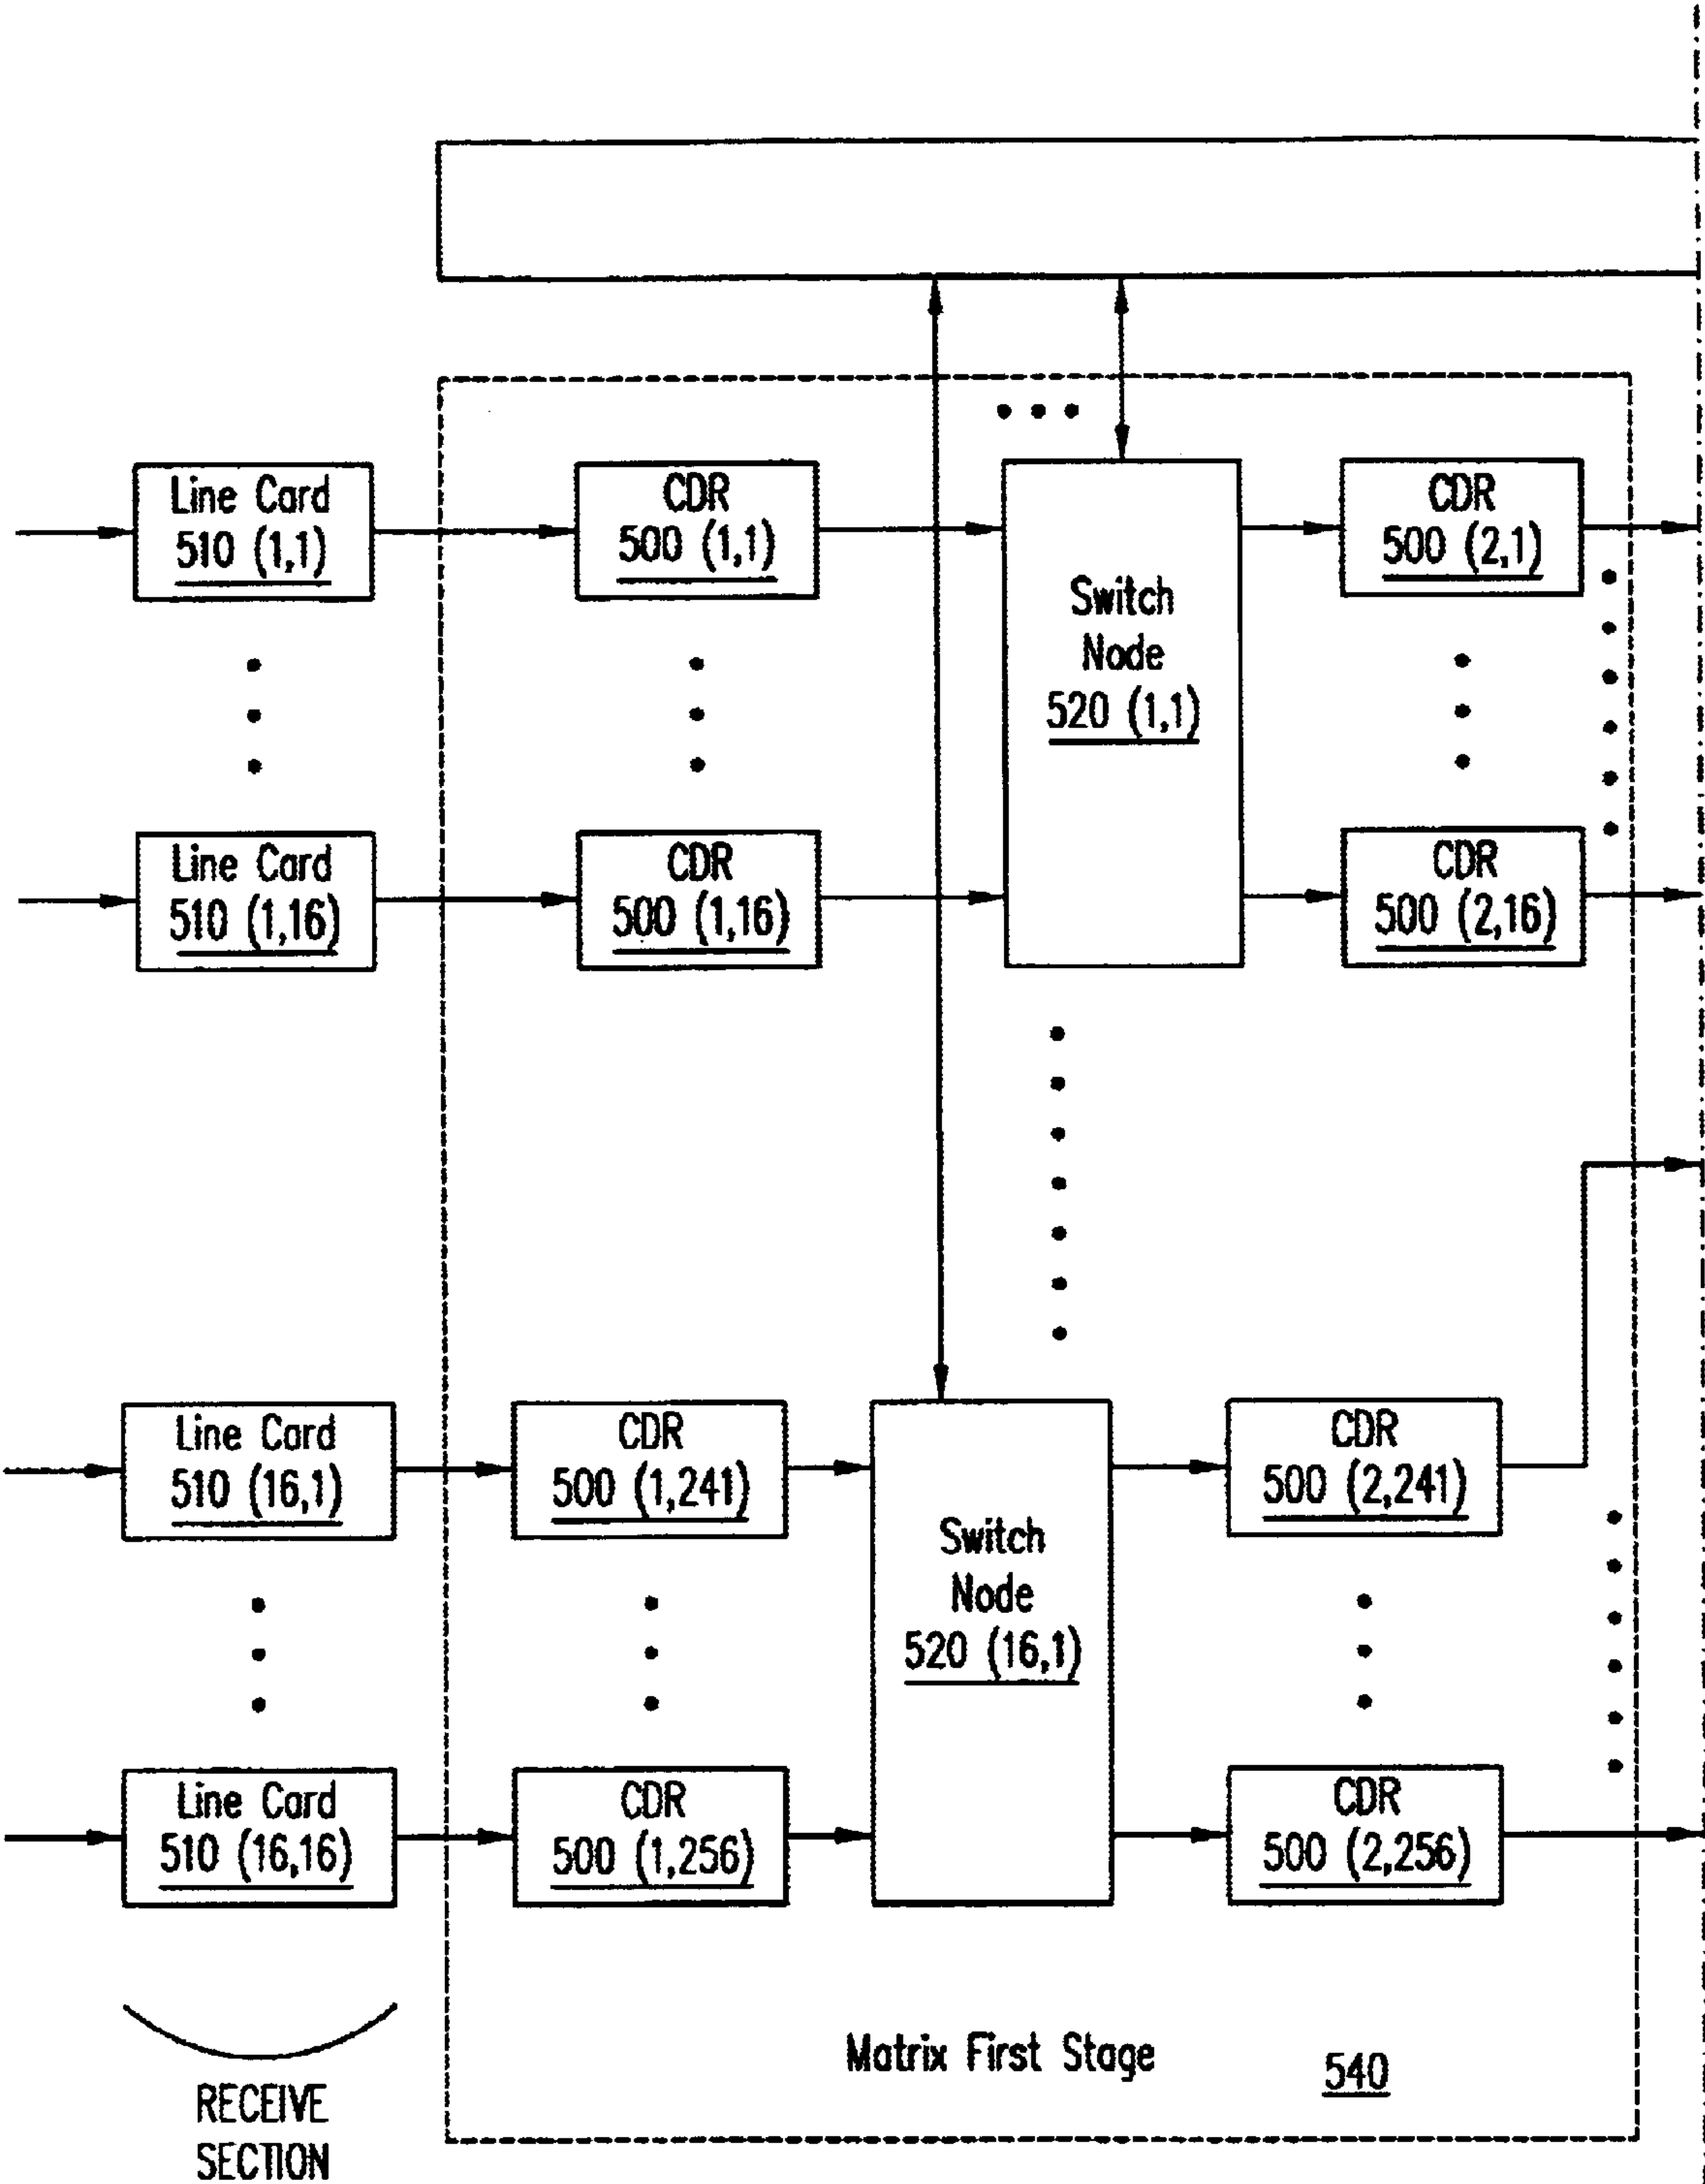 Line Card
510 (1,1)
CDR
500 (1,1)
Switch
Node
520 (1,1)
CDR
500 (2,1)
Line Card
510 (1,16)
CDR
500 (1,16)
CDR
500 (2,16)
Line Card
510 (16,1)
CDR
500 (1,241)
Switch
Node
520 (16,1)
CDR
500 (2,241)
Line Card
510 (16,16)
CDR
500 (1,256)
CDR
500 (2,256)
Matrix First Stage
540
RECEIVE
SECTION